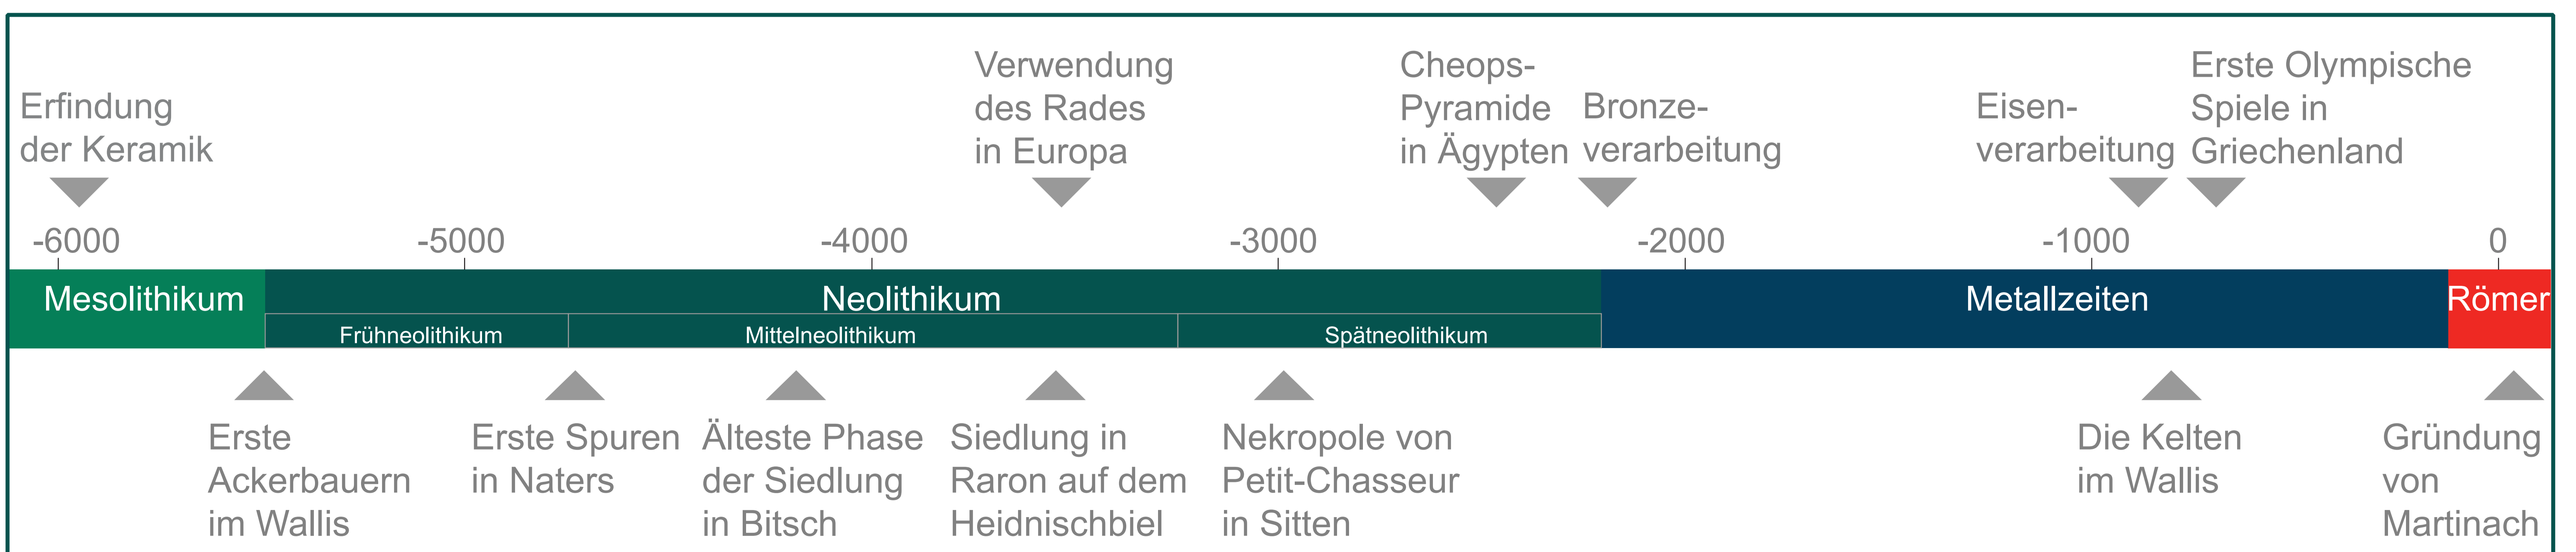 Erfindung
der Keramik
Verwendung
des Rades
in Europa
Cheops-
Pyramide
in Ägypten
Bronze-
verarbeitung
Eisen-
verarbeitung
Erste Olympische
Spiele in
Griechenland
-6000 -5000 -4000 -3000 -2000 -1000 0
Mesolithikum Neolithikum Metallzeiten Römer
Frühneolithikum Mittelneolithikum Spätneolithikum
Erste
Ackerbauern
im Wallis
Erste Spuren
in Naters
Älteste Phase
der Siedlung
in Bitsch
Siedlung in
Raron auf dem
Heidnischbiel
Nekropole von
Petit-Chasseur
in Sitten
Die Kelten
im Wallis
Gründung
von
Martinach